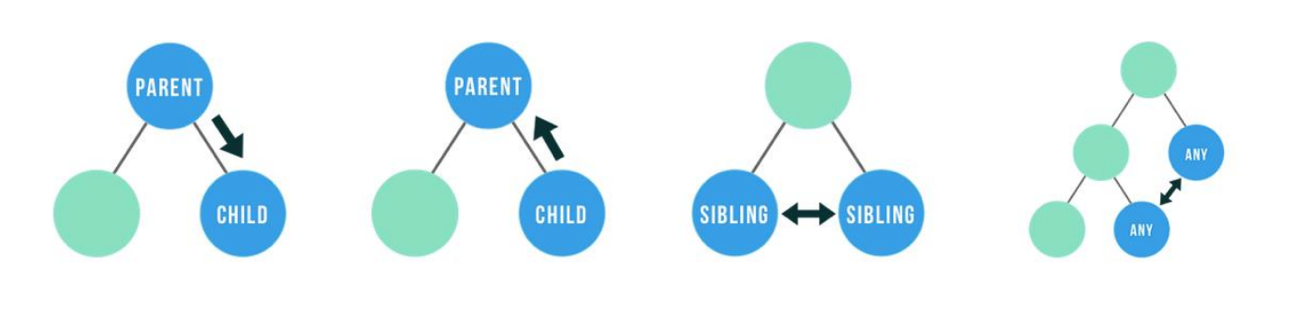 PARENT
CHILD
PARENT
CHILD
SIBLING
SIBLING
ANY
ANY